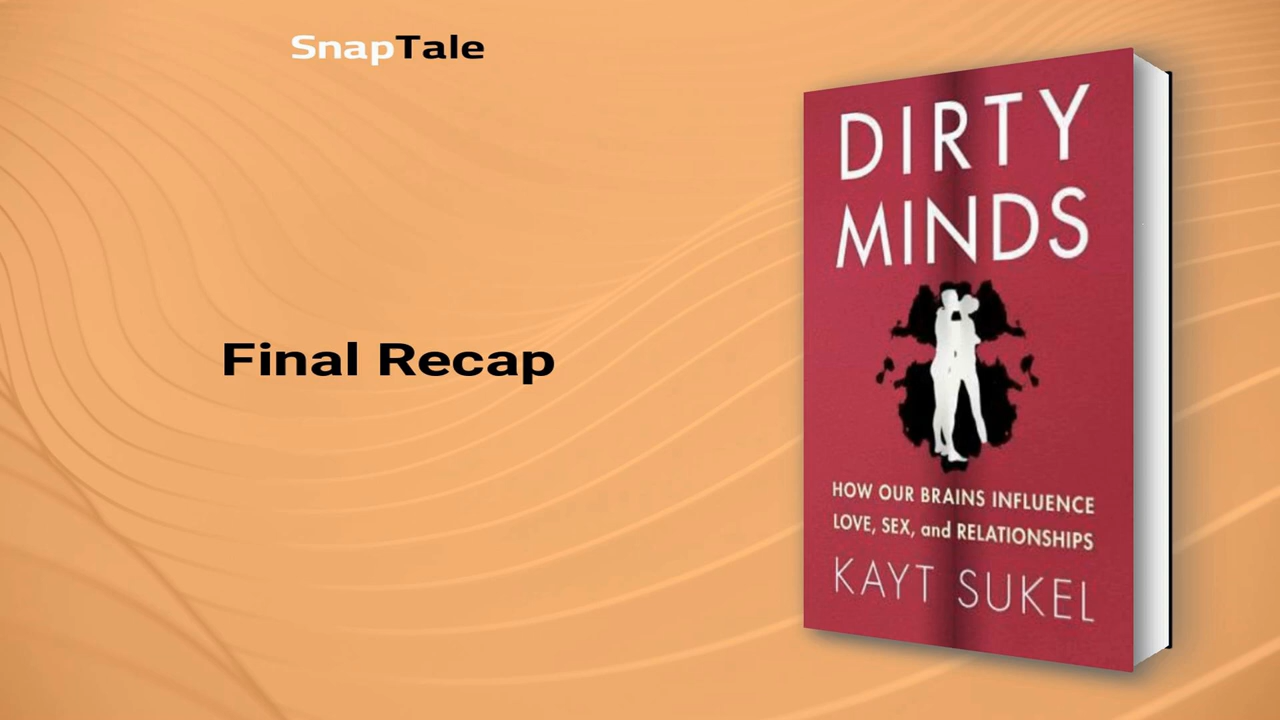 SnapTale
Final Recap
DIRTY
MINDS
HOW OUR BRAINS INFLUENCE
LOVE, SEX, and RELATIONSHIPS
KAYT SUKEL